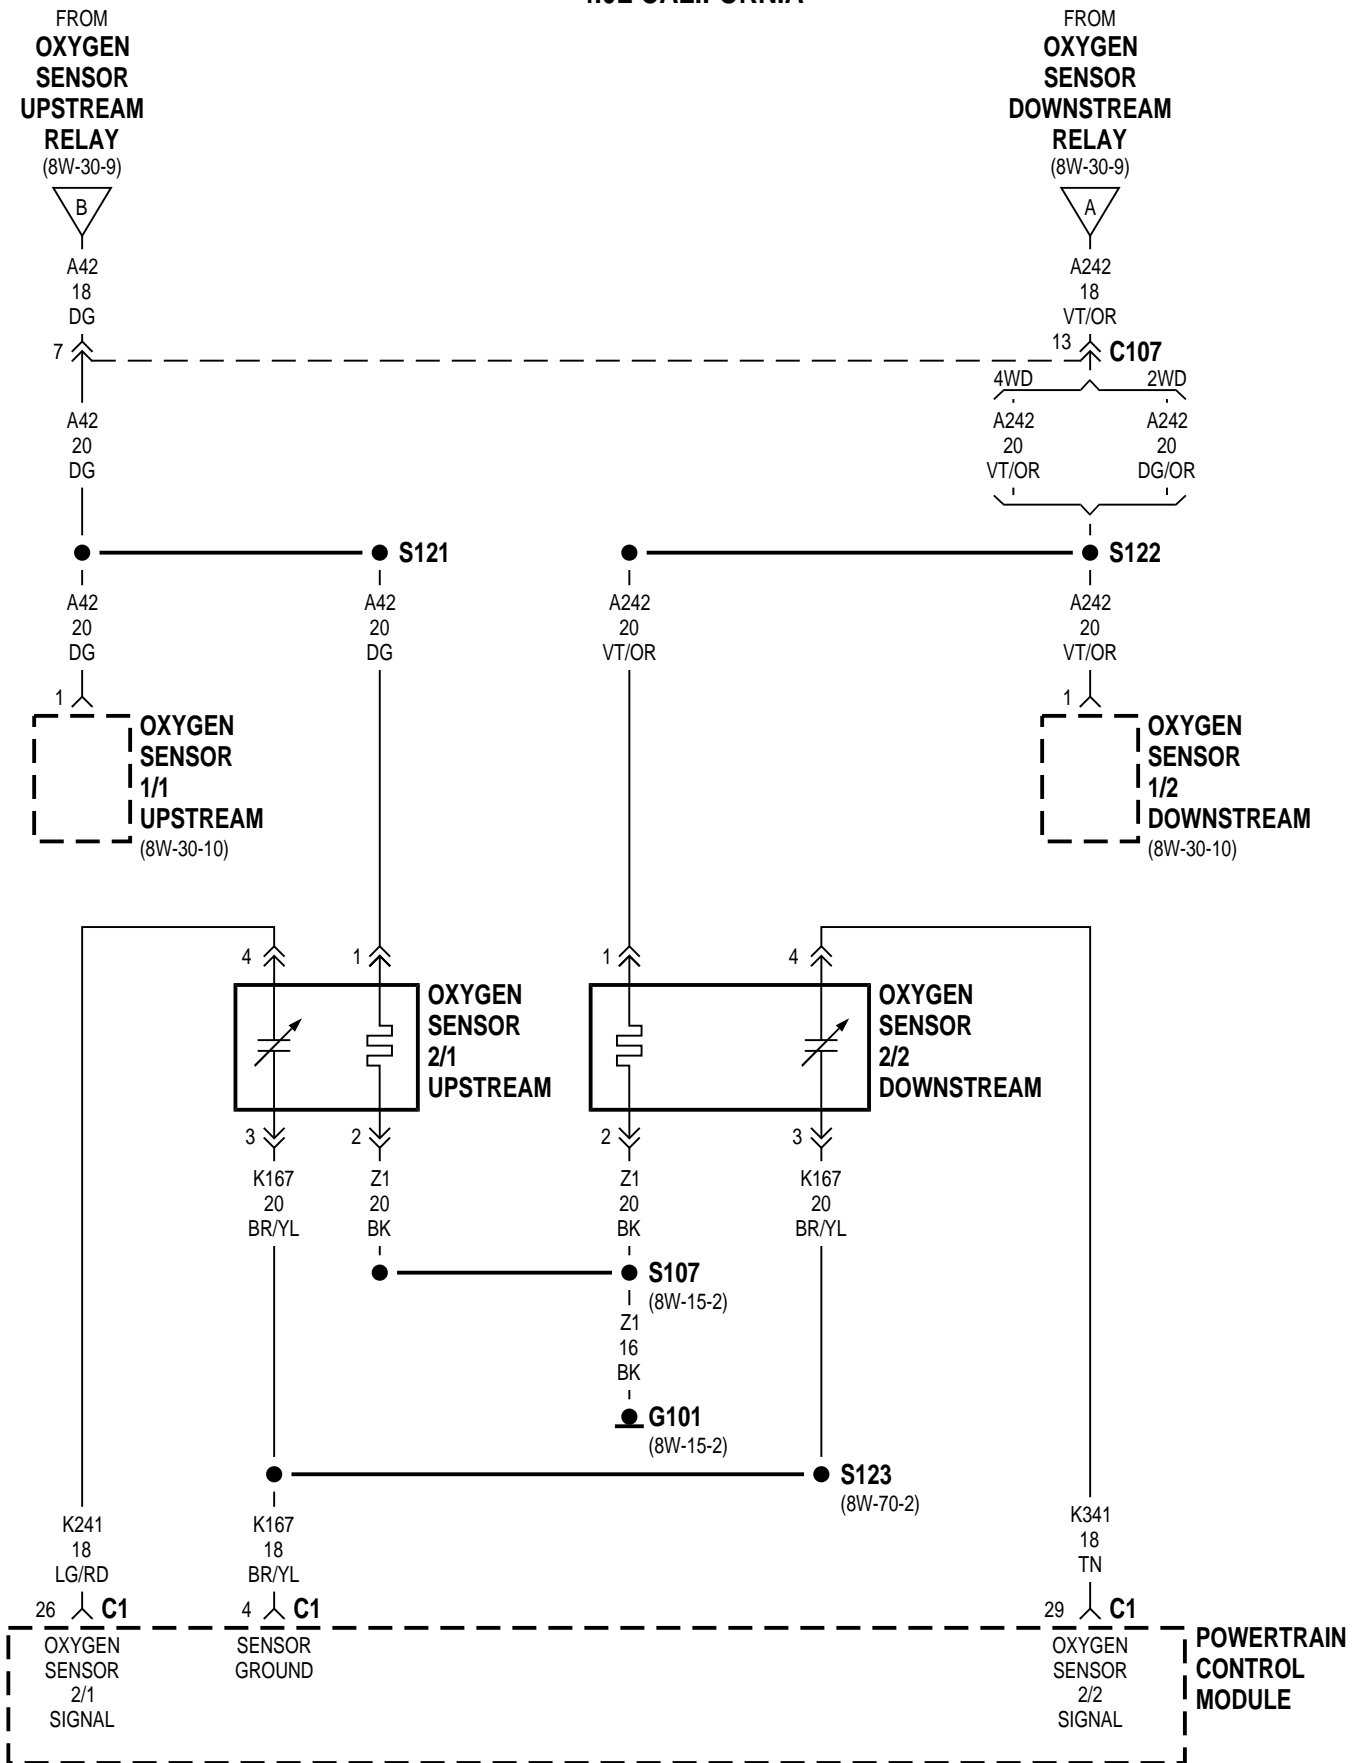 FROM
OXYGEN
SENSOR
UPSTREAM
RELAY
(8W-30-9)
B
A42
18
DG
7
FROM
OXYGEN
SENSOR
DOWNSTREAM
RELAY
(8W-30-9)
A
A242
18
VT/OR
13
C107
4WD
2WD
A42
20
DG
A242
20
VT/OR
A242
20
DG/OR
S121
S122
A42
20
DG
A42
20
DG
A242
20
VT/OR
A242
20
VT/OR
1
OXYGEN
SENSOR
1/1
UPSTREAM
(8W-30-10)
1
OXYGEN
SENSOR
1/2
DOWNSTREAM
(8W-30-10)
4
1
1
4
OXYGEN
SENSOR
2/1
UPSTREAM
OXYGEN
SENSOR
2/2
DOWNSTREAM
3
2
2
3
K167
20
BR/YL
Z1
20
BK
Z1
20
BK
K167
20
BR/YL
S107
(8W-15-2)
Z1
16
BK
G101
(8W-15-2)
S123
(8W-70-2)
K241
18
LG/RD
K167
18
BR/YL
K341
18
TN
26
C1
4
C1
29
C1
OXYGEN
SENSOR
2/1
SIGNAL
SENSOR
GROUND
OXYGEN
SENSOR
2/2
SIGNAL
POWERTRAIN
CONTROL
MODULE